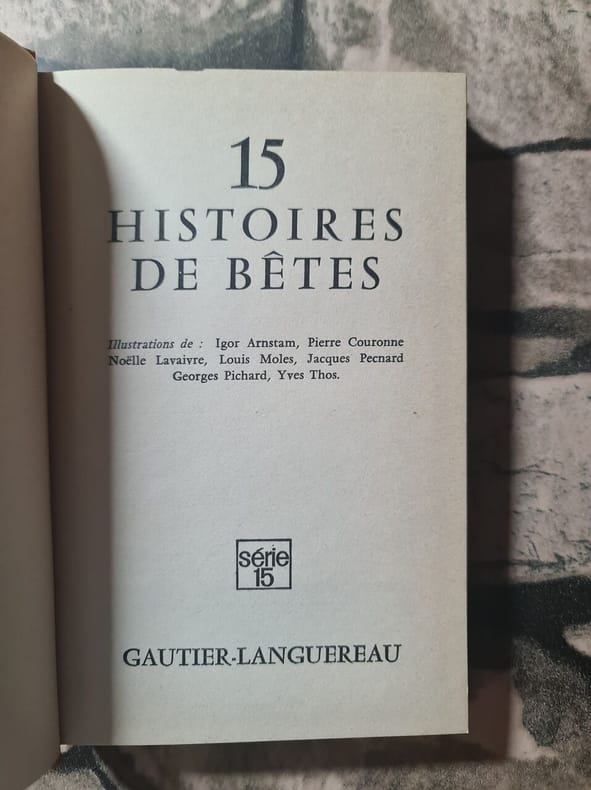 15
HISTOIRES
DE BÊTES
Illustrations de : Igor Arnstam, Pierre Couronne
Noëlle Lavaivre, Louis Moles, Jacques Pecnard
Georges Pichard, Yves Thos.
série
15
GAUTIER-LANGUEREAU